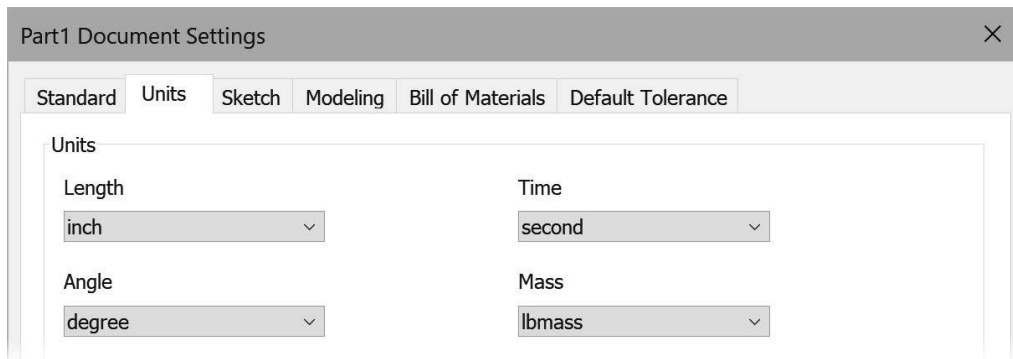 Part1 Document Settings
Standard Units Sketch Modeling Bill of Materials Default Tolerance
Units
Length Time
inch second
Angle Mass
degree lbmass